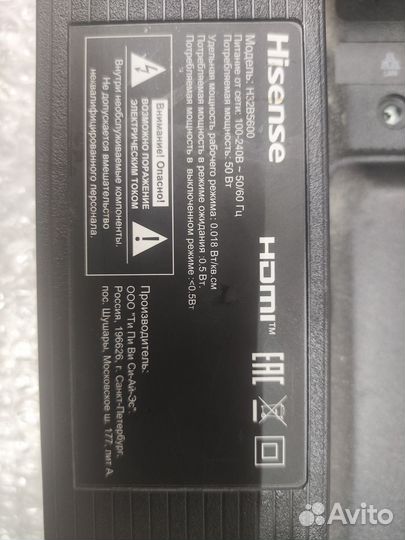 Hisense
Модель: H32B5600
Питание от сети: 100-240В ~ 50/60 Гц
Потребляемая мощность: 50 Вт
Удельная мощность рабочего режима: 0.018 Вт/кв.см
Потребляемая мощность в режиме ожидания :0.5 Вт.
Потребляемая мощность в выключенном режиме :<0.5Вт
Внимание! Опасно!
ВОЗМОЖНО ПОРАЖЕНИЕ
ЭЛЕКТРИЧЕСКИМ ТОКОМ
Внутри необслуживаемые компоненты.
Не допускается вмешательство
неквалифицированного персонала.
HDMI™
EAC
Производитель:
ООО "Ти Пи Ви Си-Ай-Эс".
Россия, 196626, г. Санкт-Петербург,
пос. Шушары, Московское ш. 177, лит А.
Avito